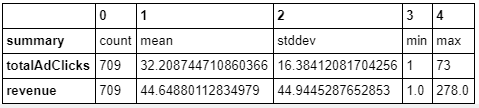 0 1 2 3 4
summary count mean stddev min max
totalAdClicks 709 32.208744710860366 16.38412081704256 1 73
revenue 709 44.64880112834979 44.9445287652853 1.0 278.0